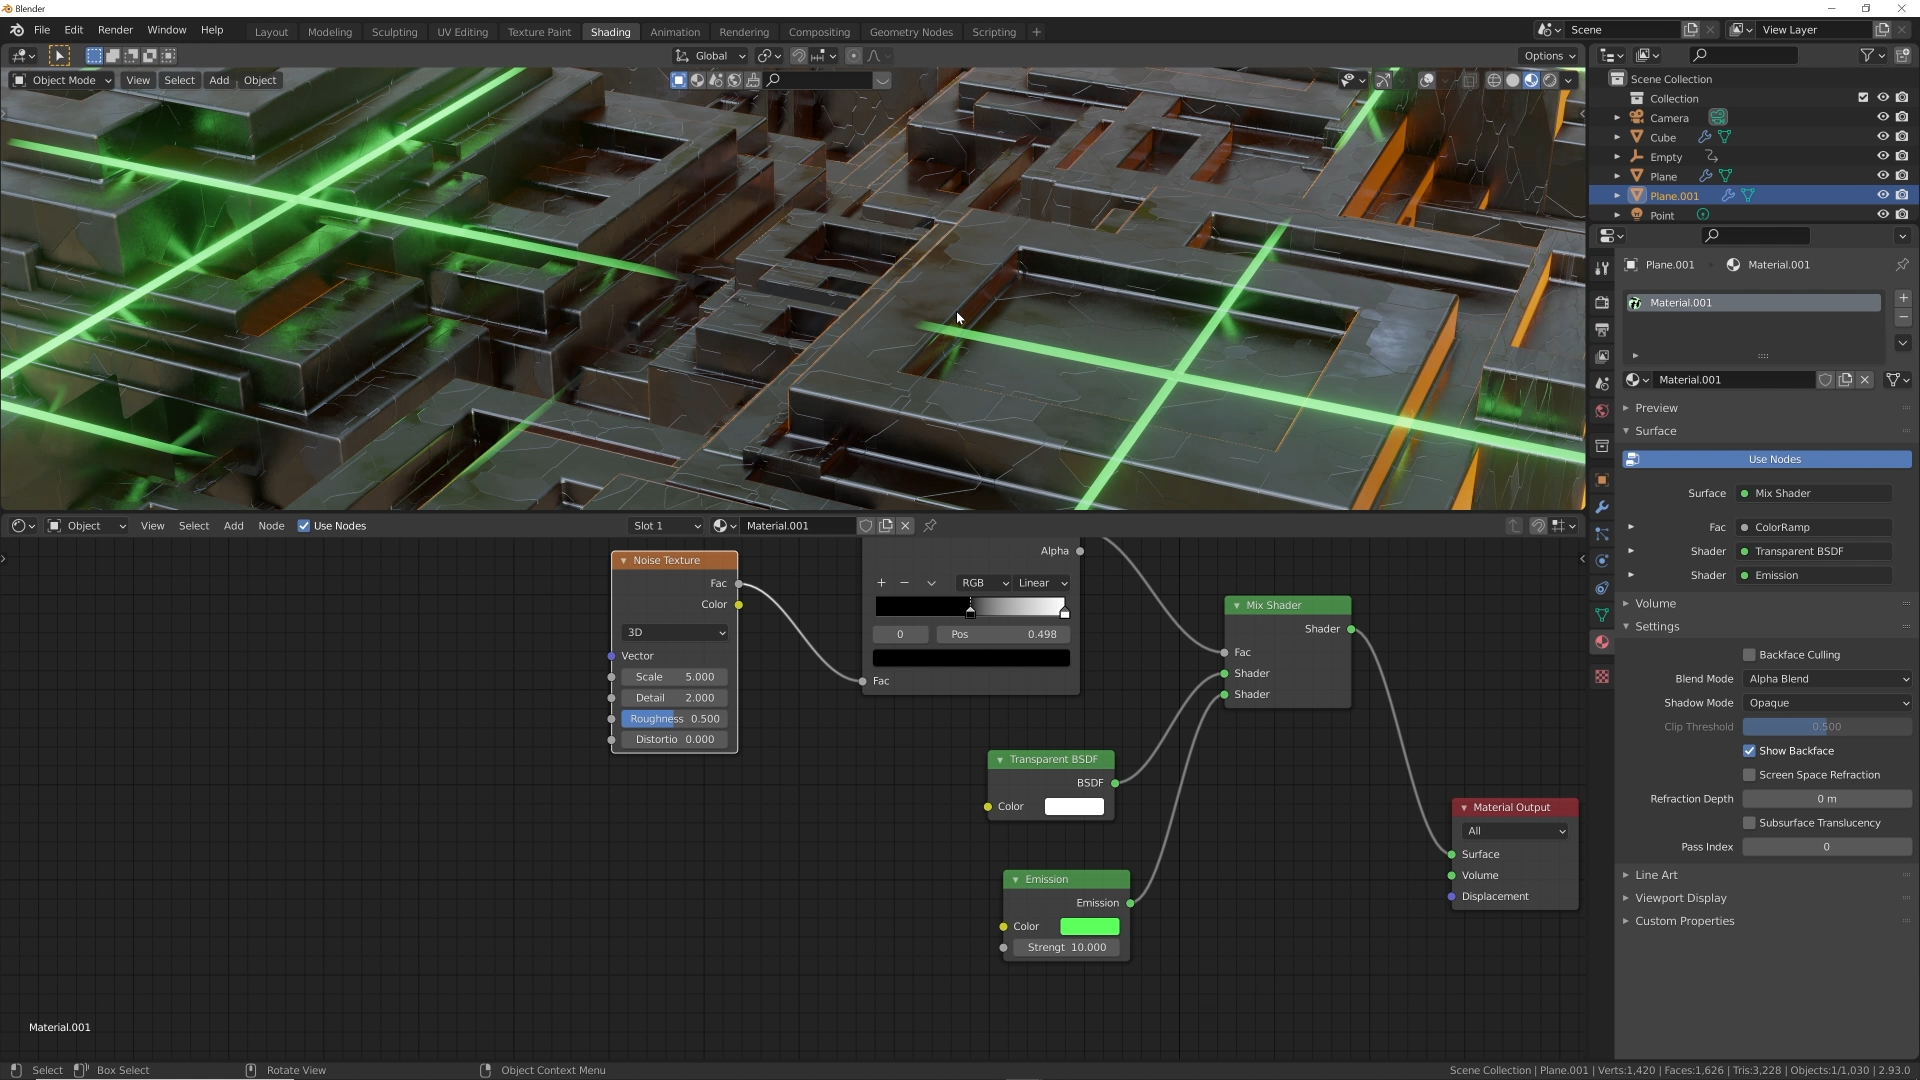 Blender
File Edit Render Window Help
Layout Modeling Sculpting UV Editing Texture Paint Shading Animation Rendering Compositing Geometry Nodes Scripting +
Scene
View Layer
Global
Options
Object Mode View Select Add Object
Scene Collection
Collection
Camera
Cube
Empty
Plane
Plane.001
Point
Plane.001 Material.001
Material.001
Material.001
Preview
Surface
Use Nodes
Surface Mix Shader
Fac ColorRamp
Shader Transparent BSDF
Shader Emission
Volume
Settings
Backface Culling
Blend Mode Alpha Blend
Shadow Mode Opaque
Clip Threshold 0.500
Show Backface
Screen Space Refraction
Refraction Depth 0 m
Subsurface Translucency
Pass Index 0
Line Art
Viewport Display
Custom Properties
Object View Select Add Node Use Nodes Slot 1 Material.001
Noise Texture
Fac
Color
3D
Vector
Scale 5.000
Detail 2.000
Roughness 0.500
Distortio 0.000
Alpha
RGB Linear
0 Pos 0.498
Fac
Mix Shader
Shader
Fac
Shader
Shader
Transparent BSDF
BSDF
Color
Emission
Emission
Color
Strengt 10.000
Material Output
All
Surface
Volume
Displacement
Material.001
Select Box Select Rotate View Object Context Menu
Scene Collection | Plane.001 | Verts:1,420 | Faces:1,626 | Tris:3,228 | Objects:1/1,030 | 2.93.0